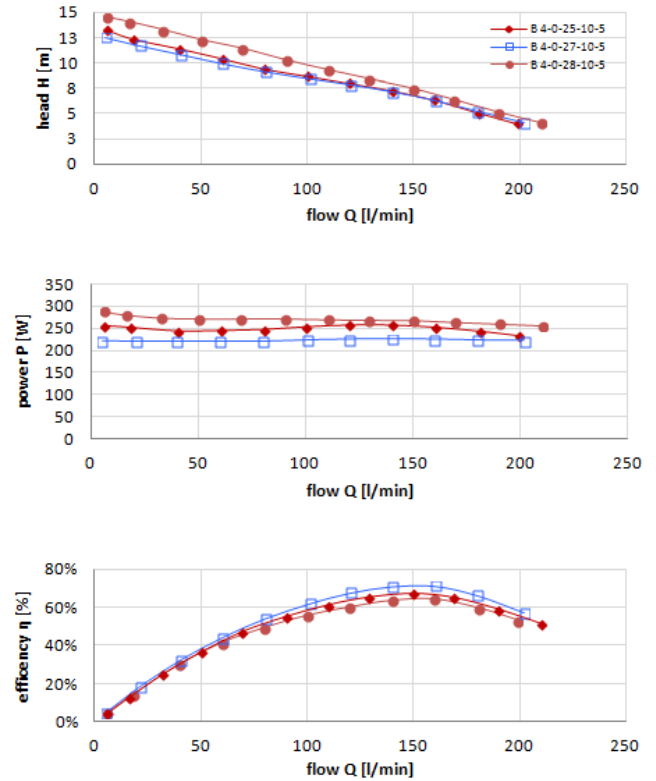 head H [m]
15
13
10
8
5
3
0
0 50 100 150 200 250
flow Q [l/min]
B 4-0-25-10-5
B 4-0-27-10-5
B 4-0-28-10-5
power P [W]
350
300
250
200
150
100
50
0
0 50 100 150 200 250
flow Q [l/min]
efficency η [%]
80%
60%
40%
20%
0%
0 50 100 150 200 250
flow Q [l/min]